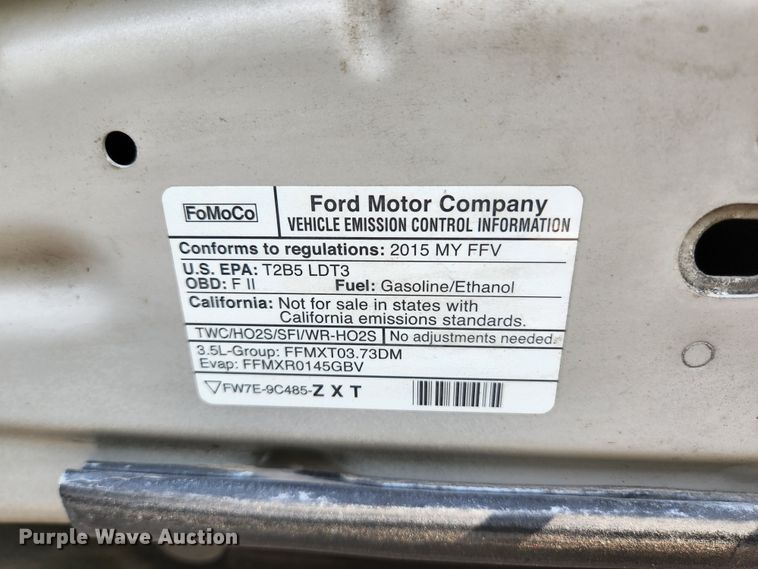 FoMoCo
Ford Motor Company
VEHICLE EMISSION CONTROL INFORMATION
Conforms to regulations: 2015 MY FFV
U.S. EPA: T2B5 LDT3
OBD: F II Fuel: Gasoline/Ethanol
California: Not for sale in states with
California emissions standards.
TWC/HO2S/SFI/WR-HO2S No adjustments needed.
3.5L-Group: FFMXT03.73DM
Evap: FFMXR0145GBV
FW7E-9C485-Z X T
Purple Wave Auction
purplewave.com